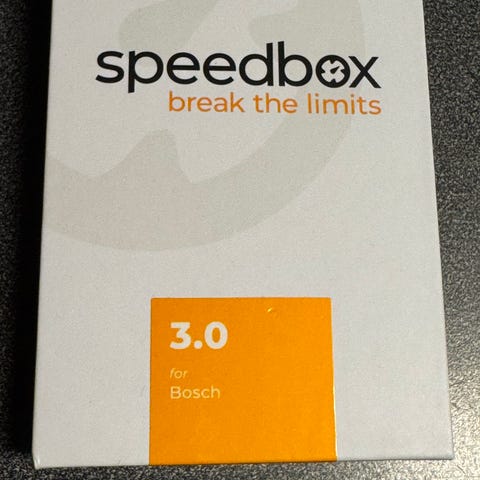 speedbox
break the limits
3.0
for
Bosch